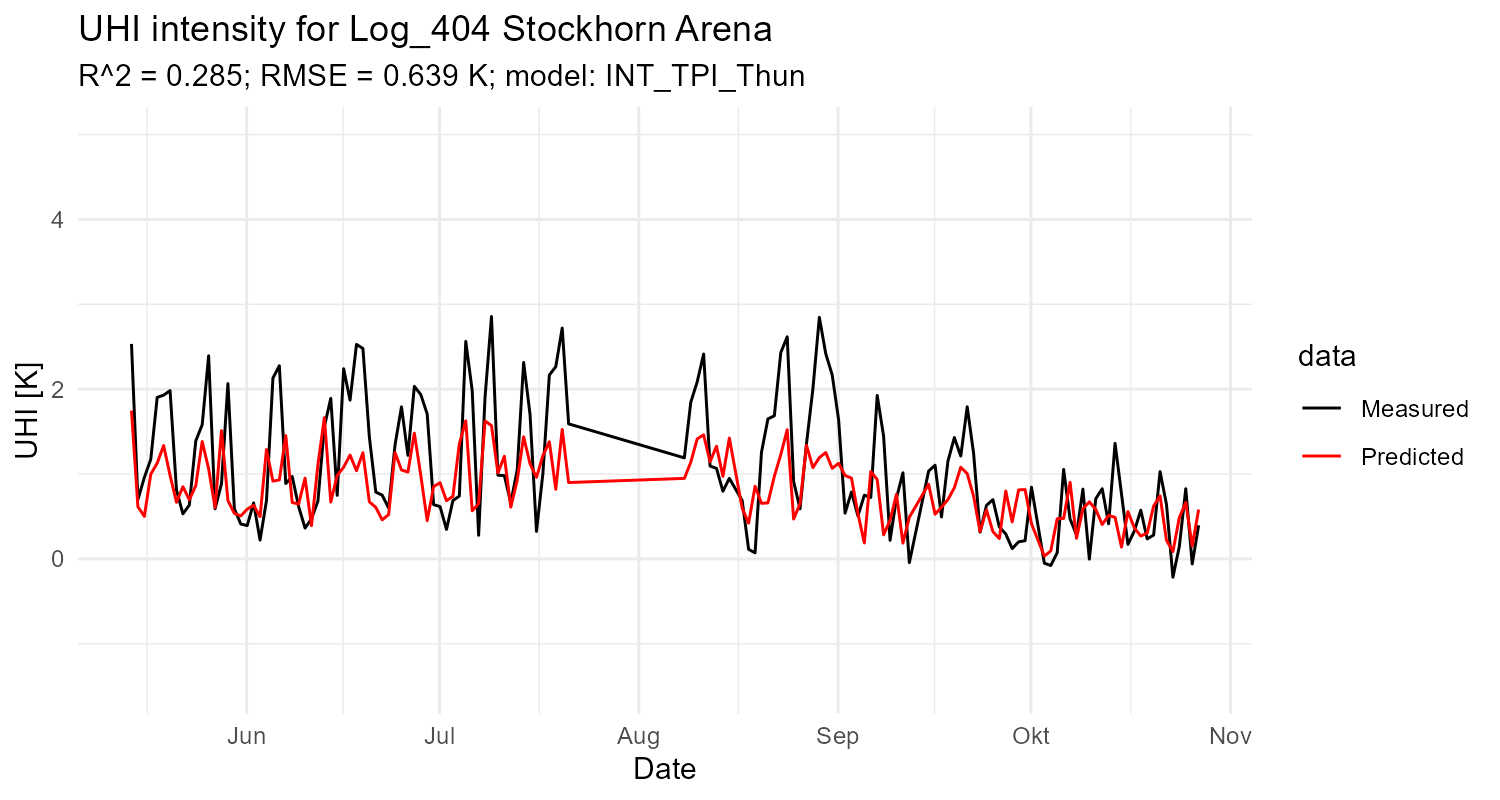 UHI intensity for Log_404 Stockhorn Arena
R^2 = 0.285; RMSE = 0.639 K; model: INT_TPI_Thun
UHI [K]
4
2
0
Jun Jul Aug Sep Okt Nov
Date
data
Measured
Predicted